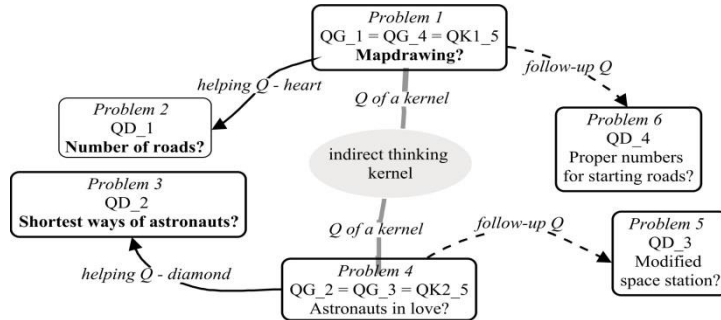 Problem 1
QG_1 = QG_4 = QK1_5
Mapdrawing?
helping Q - heart
follow-up Q
Q of a kernel
Problem 2
QD_1
Number of roads?
Problem 6
QD_4
Proper numbers
for starting roads?
indirect thinking
kernel
Problem 3
QD_2
Shortest ways of astronauts?
Q of a kernel
follow-up Q
Problem 5
QD_3
Modified
space station?
helping Q - diamond
Problem 4
QG_2 = QG_3 = QK2_5
Astronauts in love?